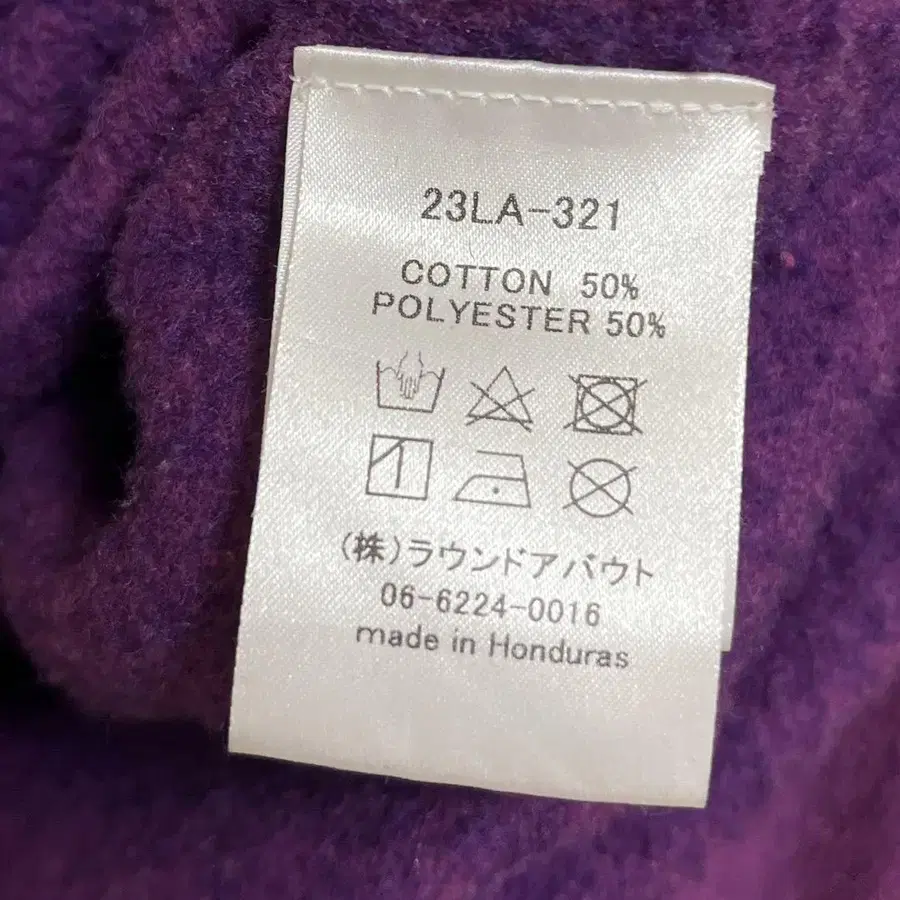 23LA-321
COTTON 50%
POLYESTER 50%
(株)ラウンドアバウト
06-6224-0016
made in Honduras